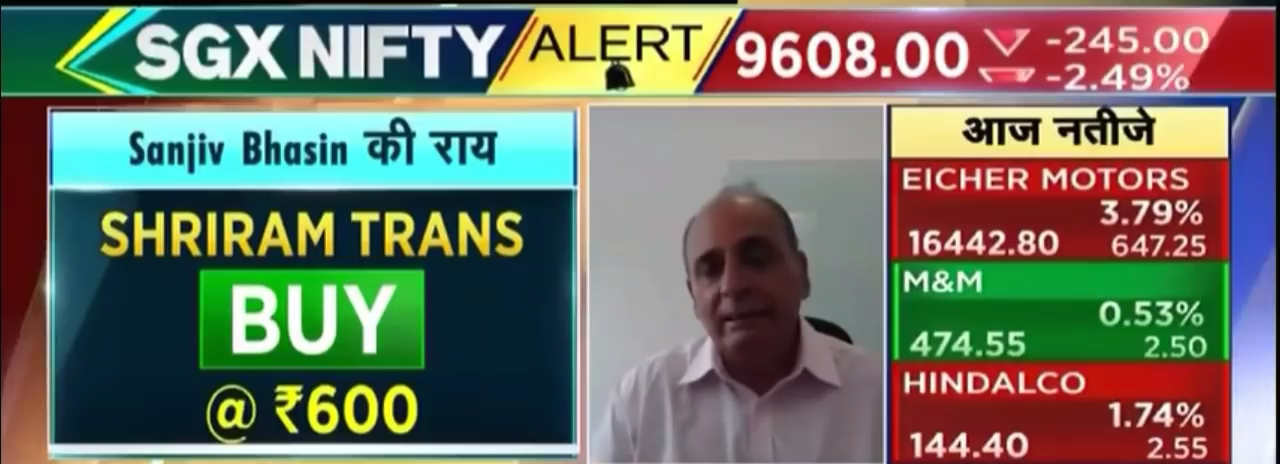 SGX NIFTY ALERT 9608.00 -245.00
-2.49%
Sanjiv Bhasin की राय
SHRIRAM TRANS
BUY
@ ₹600
आज नतीजे
EICHER MOTORS
3.79%
16442.80 647.25
M&M
0.53%
474.55 2.50
HINDALCO
1.74%
144.40 2.55